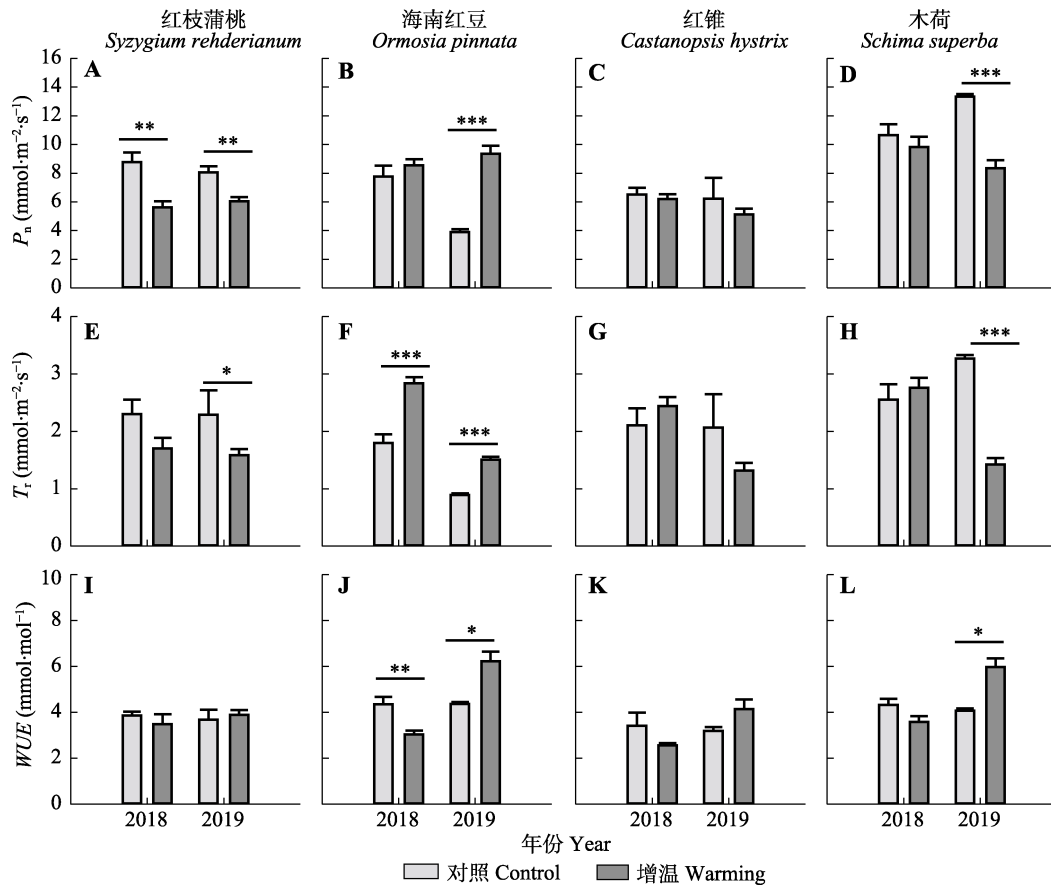 红枝蒲桃 海南红豆 红锥 木荷
Syzygium rehderianum Ormosia pinnata Castanopsis hystrix Schima superba
A B C D
16
14
12
10
8
6
4
2
0
Pn (mmol·m⁻²·s⁻¹)
** ** *** ***
E F G H
4
3
2
1
0
Tr (mmol·m⁻²·s⁻¹)
* *** *** ***
I J K L
10
8
6
4
2
0
WUE (mmol·mol⁻¹)
** * *
2018 2019 2018 2019 2018 2019 2018 2019
年份 Year
对照 Control 增温 Warming